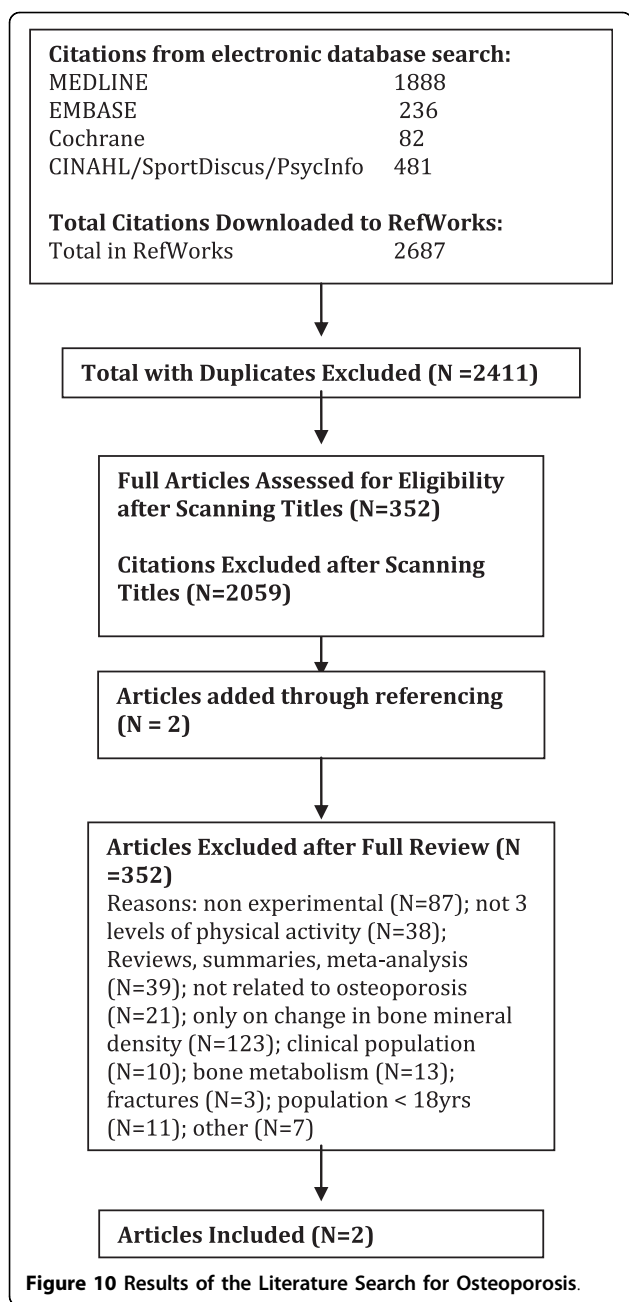 Citations from electronic database search:
MEDLINE 1888
EMBASE 236
Cochrane 82
CINAHL/SportDiscus/PsycInfo 481
Total Citations Downloaded to RefWorks:
Total in RefWorks 2687
Total with Duplicates Excluded (N =2411)
Full Articles Assessed for Eligibility
after Scanning Titles (N=352)
Citations Excluded after Scanning
Titles (N=2059)
Articles added through referencing
(N = 2)
Articles Excluded after Full Review (N
=352)
Reasons: non experimental (N=87); not 3
levels of physical activity (N=38);
Reviews, summaries, meta-analysis
(N=39); not related to osteoporosis
(N=21); only on change in bone mineral
density (N=123); clinical population
(N=10); bone metabolism (N=13);
fractures (N=3); population < 18yrs
(N=11); other (N=7)
Articles Included (N=2)
Figure 10 Results of the Literature Search for Osteoporosis.